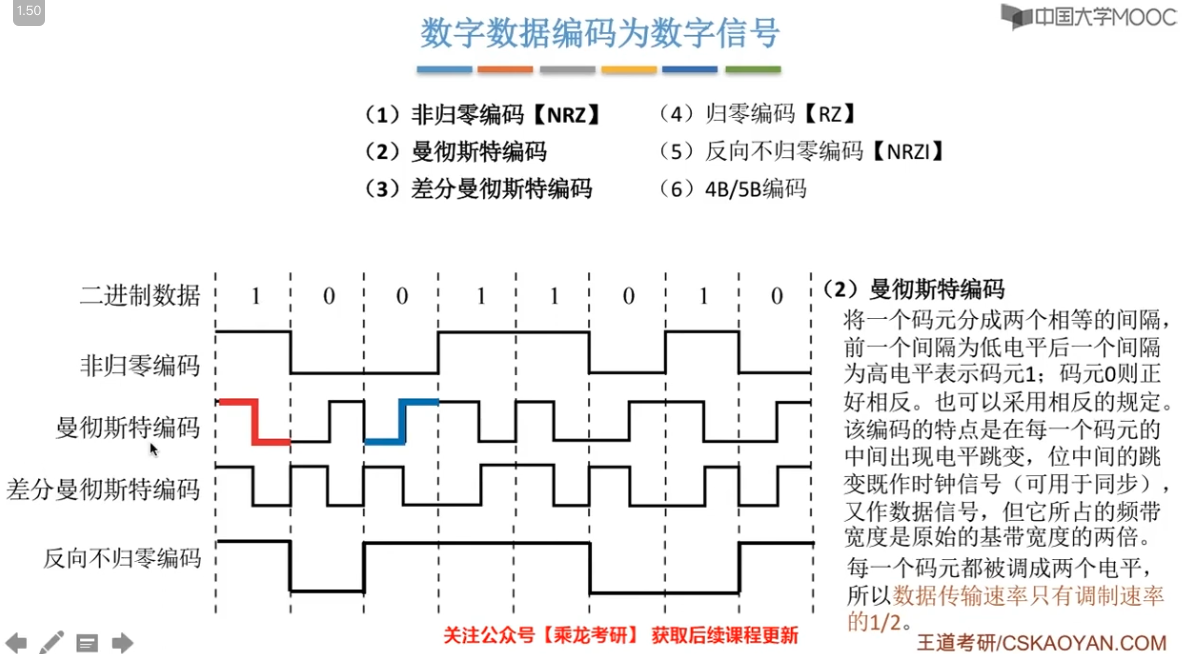 1.50
中国大学MOOC
数字数据编码为数字信号
（1）非归零编码【NRZ】
（4）归零编码【RZ】
（2）曼彻斯特编码
（5）反向不归零编码【NRZI】
（3）差分曼彻斯特编码
（6）4B/5B编码
二进制数据 1 0 0 1 1 0 1 0
非归零编码
曼彻斯特编码
差分曼彻斯特编码
反向不归零编码
（2）曼彻斯特编码
将一个码元分成两个相等的间隔，
前一个间隔为低电平后一个间隔
为高电平表示码元1；码元0则正
好相反。也可以采用相反的规定。
该编码的特点是在每一个码元的
中间出现电平跳变，位中间的跳
变既作时钟信号（可用于同步），
又作数据信号，但它所占的频带
宽度是原始的基带宽度的两倍。
每一个码元都被调成两个电平，
所以数据传输速率只有调制速率
的1/2。
关注公众号【乘龙考研】 获取后续课程更新
王道考研/CSKAOYAN.COM